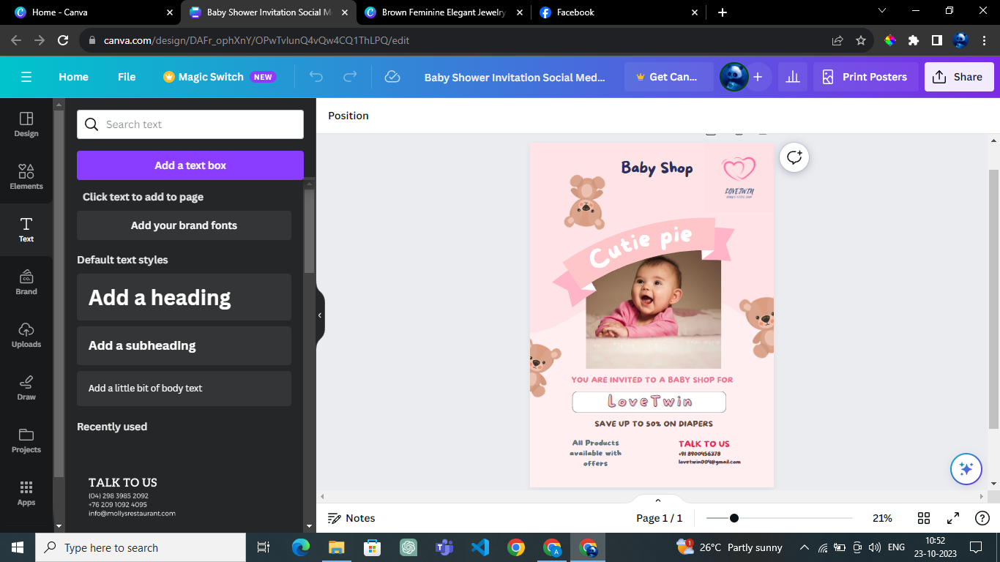 Home - Canva
Baby Shower Invitation Social M
Brown Feminine Elegant Jewelry
Facebook
canva.com/design/DAFr_ophXnY/OPwTvlunQ4vQw4CQ1ThLPQ/edit
Home
File
Magic Switch
NEW
Baby Shower Invitation Social Med...
Get Can...
Print Posters
Share
Design
Elements
Text
Brand
CO.
Uploads
Draw
Projects
Apps
Search text
Add a text box
Click text to add to page
Add your brand fonts
Default text styles
Add a heading
Add a subheading
Add a little bit of body text
Recently used
TALK TO US
(04) 298 3985 2092
+76 209 1092 4095
info@mollysrestaurant.com
Position
Baby Shop
LOVETWIN
Cutie pie
YOU ARE INVITED TO A BABY SHOP FOR
LoveTwin
SAVE UP TO 50% ON DIAPERS
All Products
available with
offers
TALK TO US
+91 8900456378
lovetwin004@gmail.com
Notes
Page 1 / 1
21%
Type here to search
1
26°C Partly sunny
ENG
10:52
23-10-2023